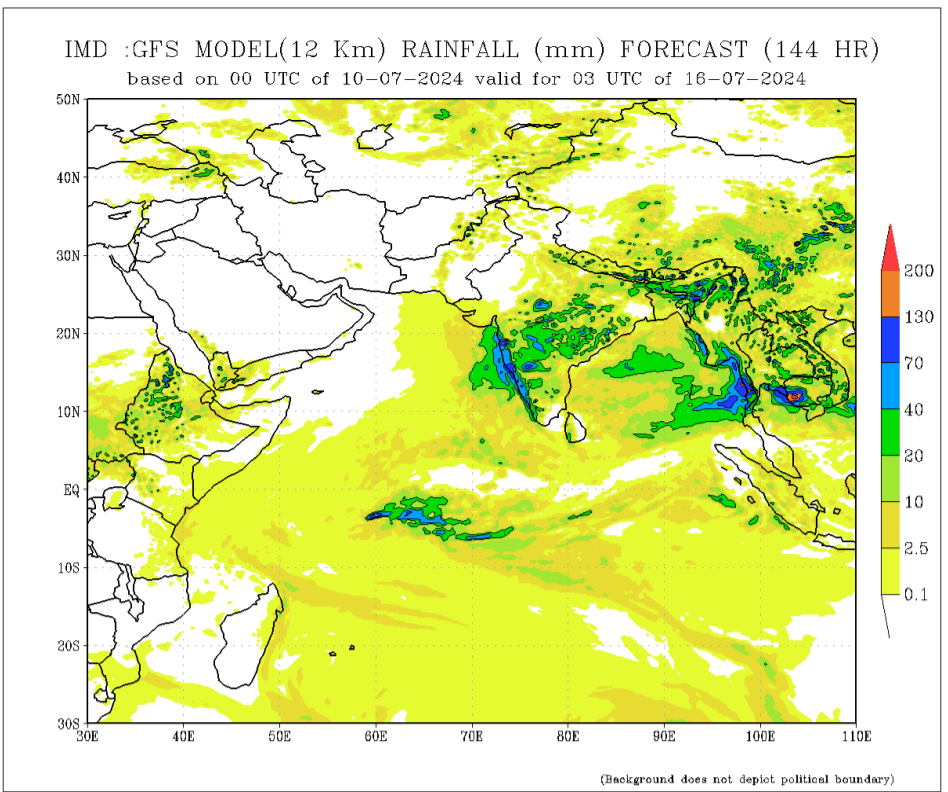 IMD :GFS MODEL(12 Km) RAINFALL (mm) FORECAST (144 HR)
based on 00 UTC of 10-07-2024 valid for 03 UTC of 16-07-2024
50N
40N
30N
20N
10N
EQ
10S
20S
30S
30E 40E 50E 60E 70E 80E 90E 100E 110E
200
130
70
40
20
10
2.5
0.1
(Background does not depict political boundary)